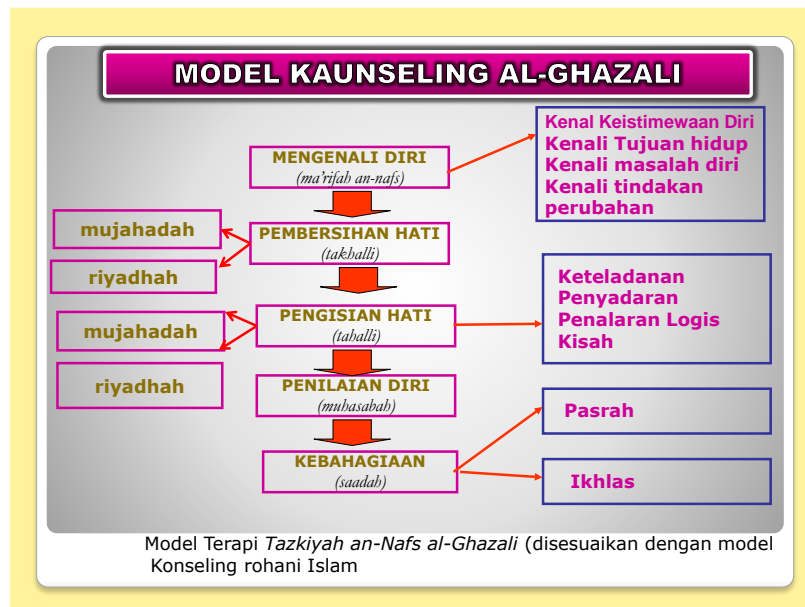 MODEL KAUNSELING AL-GHAZALI
MENGENALI DIRI
(ma'rifah an-nafs)
Kenal Keistimewaan Diri
Kenali Tujuan hidup
Kenali masalah diri
Kenali tindakan
perubahan
mujahadah
riyadhah
PEMBERSIHAN HATI
(takhalli)
mujahadah
riyadhah
PENGISIAN HATI
(tahalli)
Keteladanan
Penyadaran
Penalaran Logis
Kisah
PENILAIAN DIRI
(muhasabah)
KEBAHAGIAAN
(saadah)
Pasrah
Ikhlas
Model Terapi Tazkiyah an-Nafs al-Ghazali (disesuaikan dengan model
Konseling rohani Islam